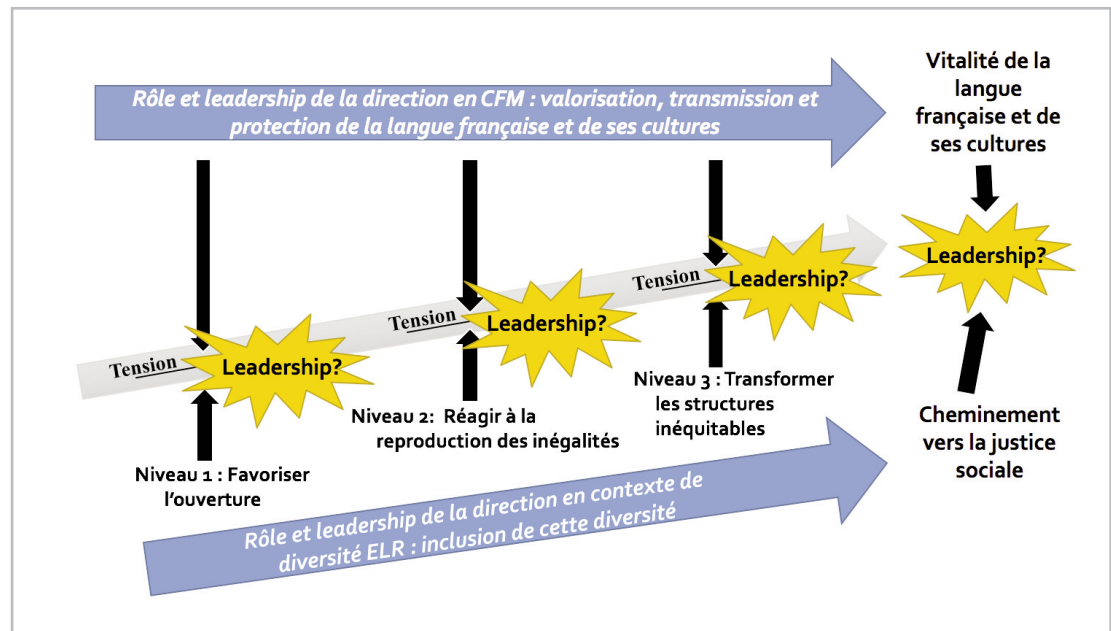 Rôle et leadership de la direction en CFM : valorisation, transmission et
protection de la langue française et de ses cultures
Vitalité de la
langue
française et de
ses cultures
Tension
Leadership?
Tension
Leadership?
Tension
Leadership?
Leadership?
Niveau 1 : Favoriser
l'ouverture
Niveau 2: Réagir à la
reproduction des inégalités
Niveau 3 : Transformer
les structures
inéquitables
Cheminement
vers la justice
sociale
Rôle et leadership de la direction en contexte de
diversité ELR : inclusion de cette diversité